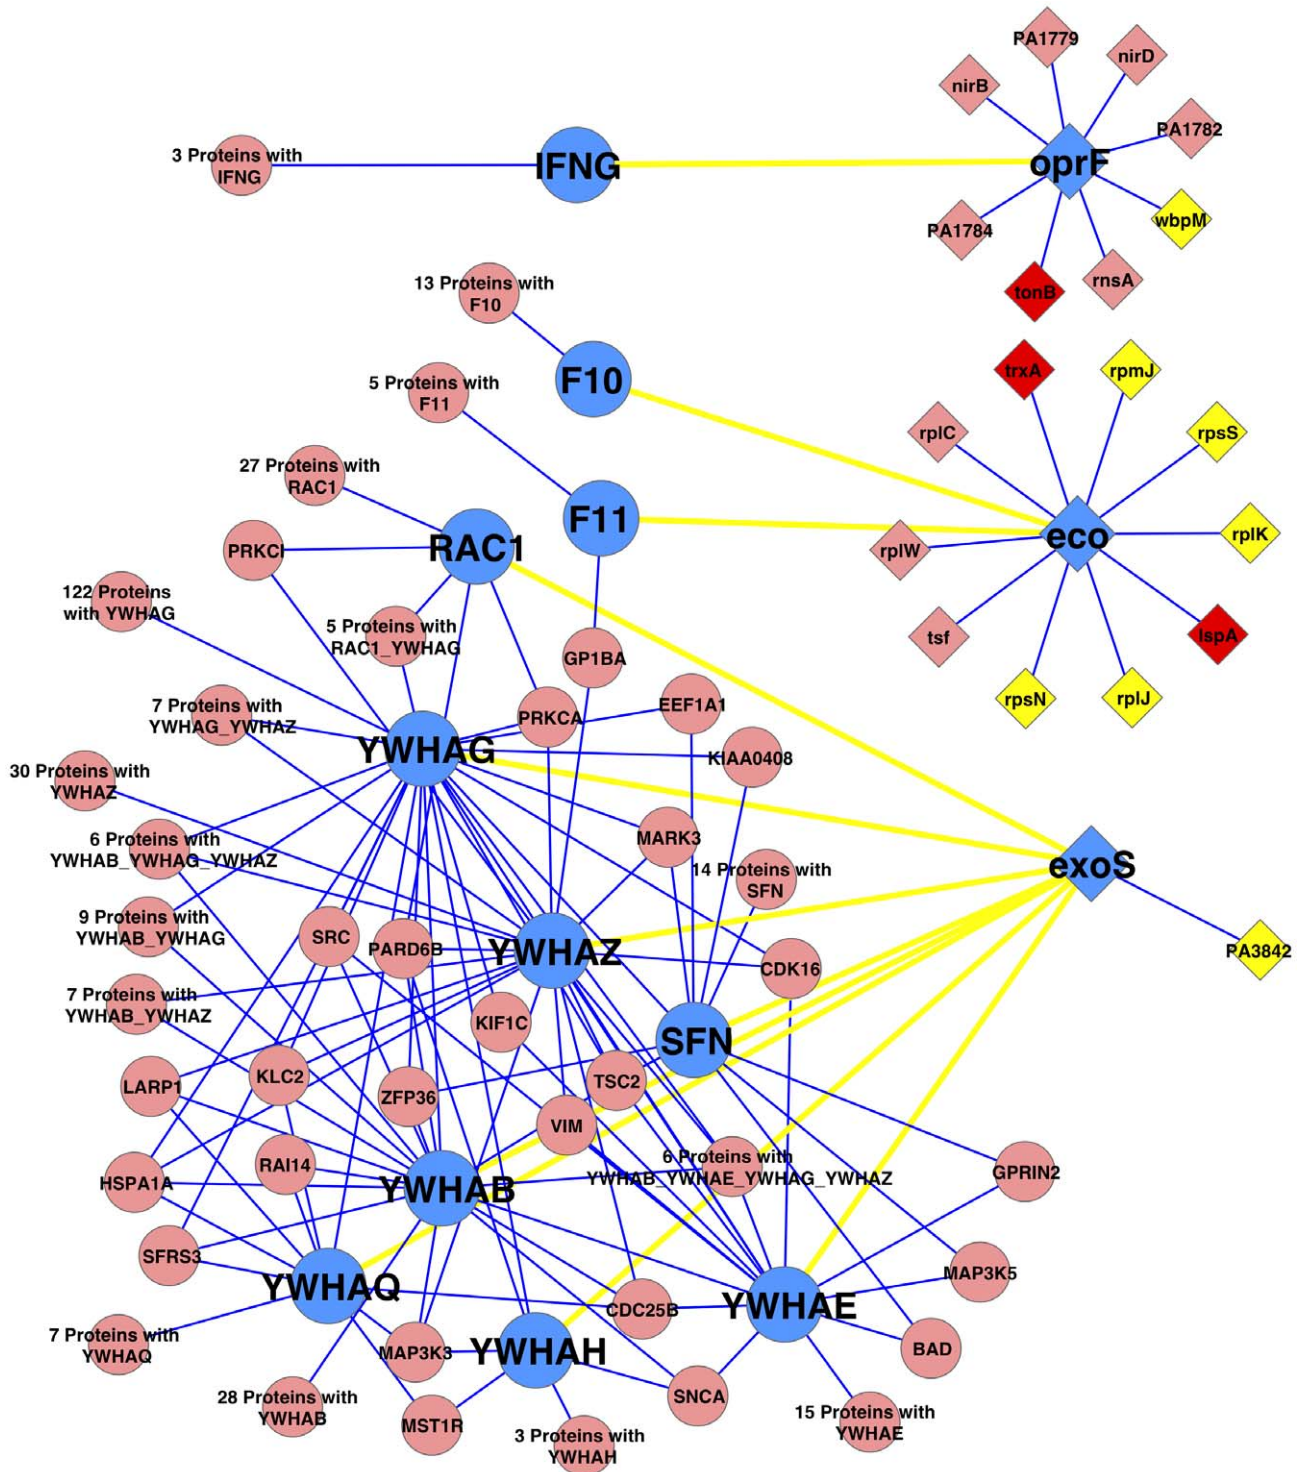 PA1779
nirD
nirB
PA1782
3 Proteins with
IFNG
IFNG
oprF
wbpM
PA1784
tonB
rnsA
13 Proteins with
F10
F10
trxA
rpmJ
5 Proteins with
F11
rplC
rpsS
27 Proteins with
RAC1
F11
RAC1
eco
rplK
PRKCI
rplW
122 Proteins
with YWHAG
5 Proteins with
RAC1_YWHAG
GP1BA
tsf
lspA
rpsN
rplJ
7 Proteins with
YWHAG_YWHAZ
PRKCA
EEF1A1
YWHAG
KIAA0408
30 Proteins with
YWHAZ
6 Proteins with
YWHAB_YWHAG_YWHAZ
MARK3
14 Proteins with
SFN
exoS
9 Proteins with
YWHAB_YWHAG
SRC
PARD6B
YWHAZ
CDK16
PA3842
7 Proteins with
YWHAB_YWHAZ
KIF1C
SFN
LARP1
KLC2
ZFP36
TSC2
VIM
RAI14
HSPA1A
YWHAB
6 Proteins with
YWHAB_YWHAE_YWHAG_YWHAZ
GPRIN2
SFRS3
YWHAQ
MAP3K5
CDC25B
YWHAE
7 Proteins with
YWHAQ
MAP3K3
YWHAH
BAD
28 Proteins with
YWHAB
MST1R
SNCA
3 Proteins with
YWHAH
15 Proteins with
YWHAE